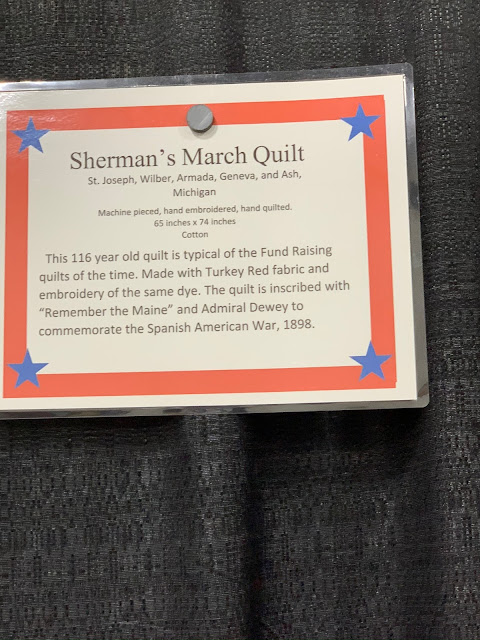 Sherman's March Quilt
St. Joseph, Wilber, Armada, Geneva, and Ash,
Michigan
Machine pieced, hand embroidered, hand quilted.
65 inches x 74 inches
Cotton
This 116 year old quilt is typical of the Fund Raising
quilts of the time. Made with Turkey Red fabric and
embroidery of the same dye. The quilt is inscribed with
“Remember the Maine” and Admiral Dewey to
commemorate the Spanish American War, 1898.